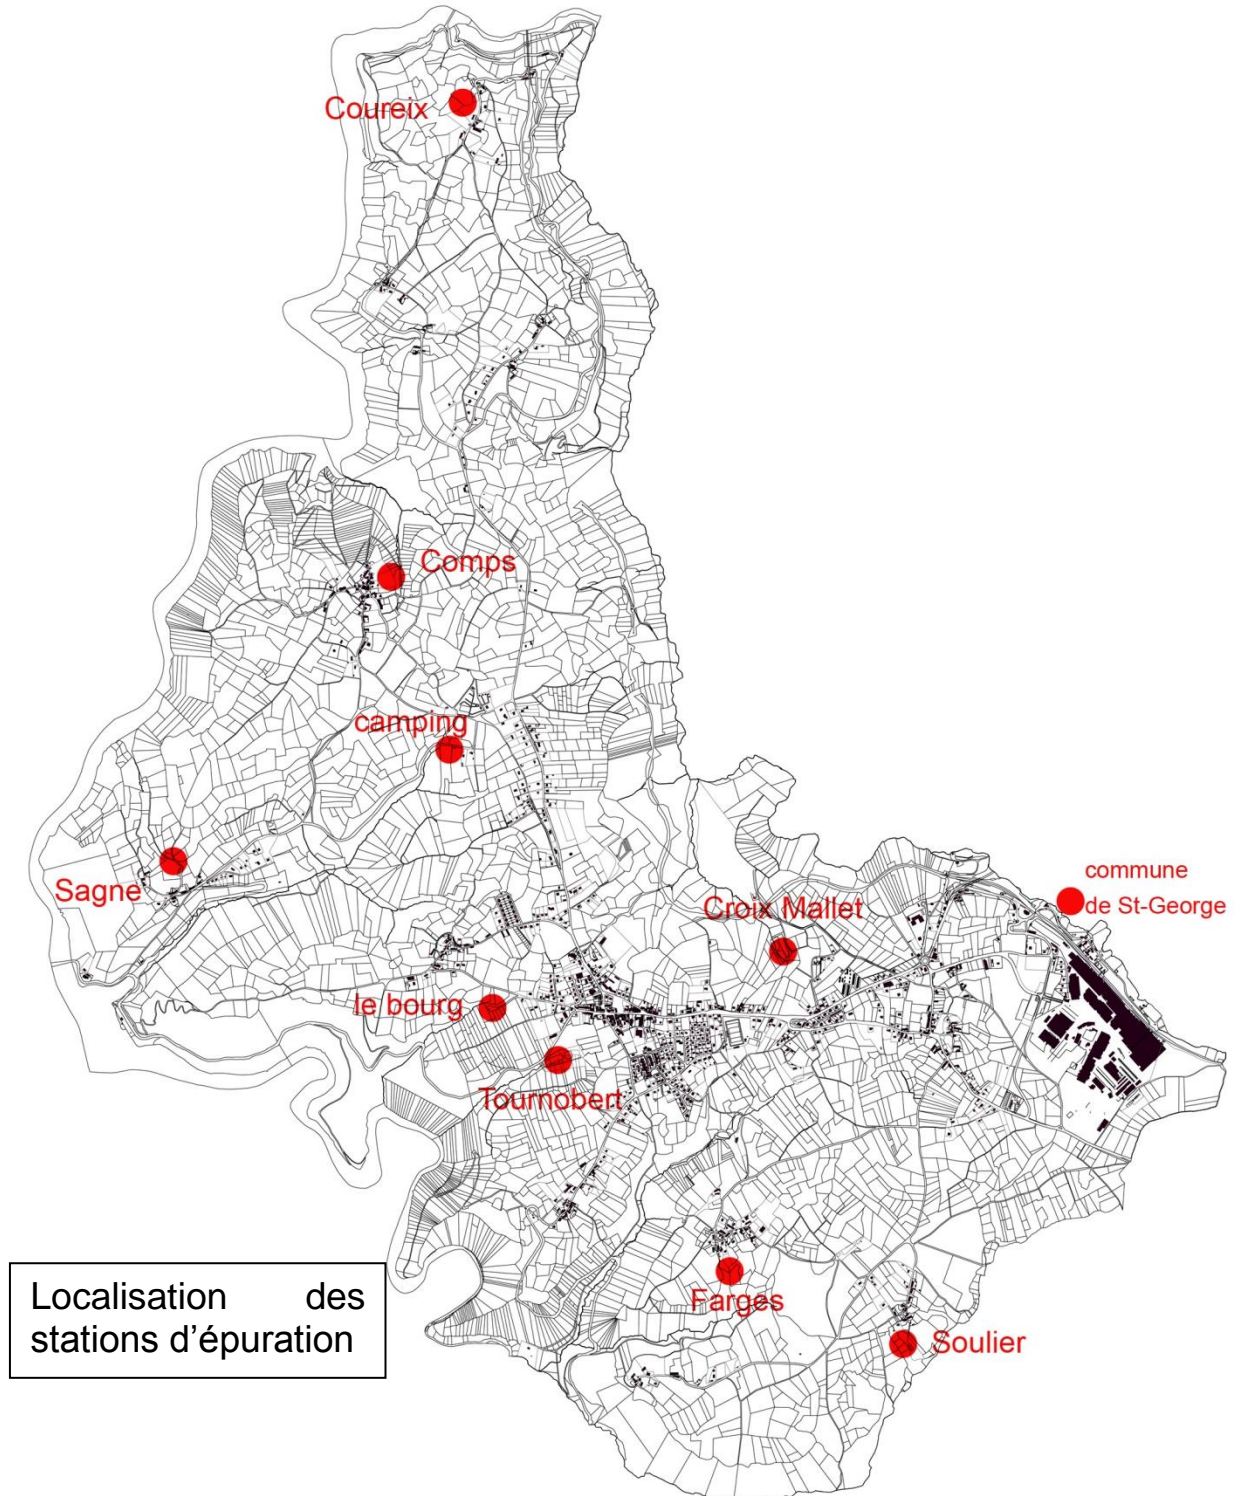 Coureix
Comps
camping
Sagne
commune
de St-George
Croix Mallet
le bourg
Tournobert
Farges
Soulier
Localisation des
stations d'épuration